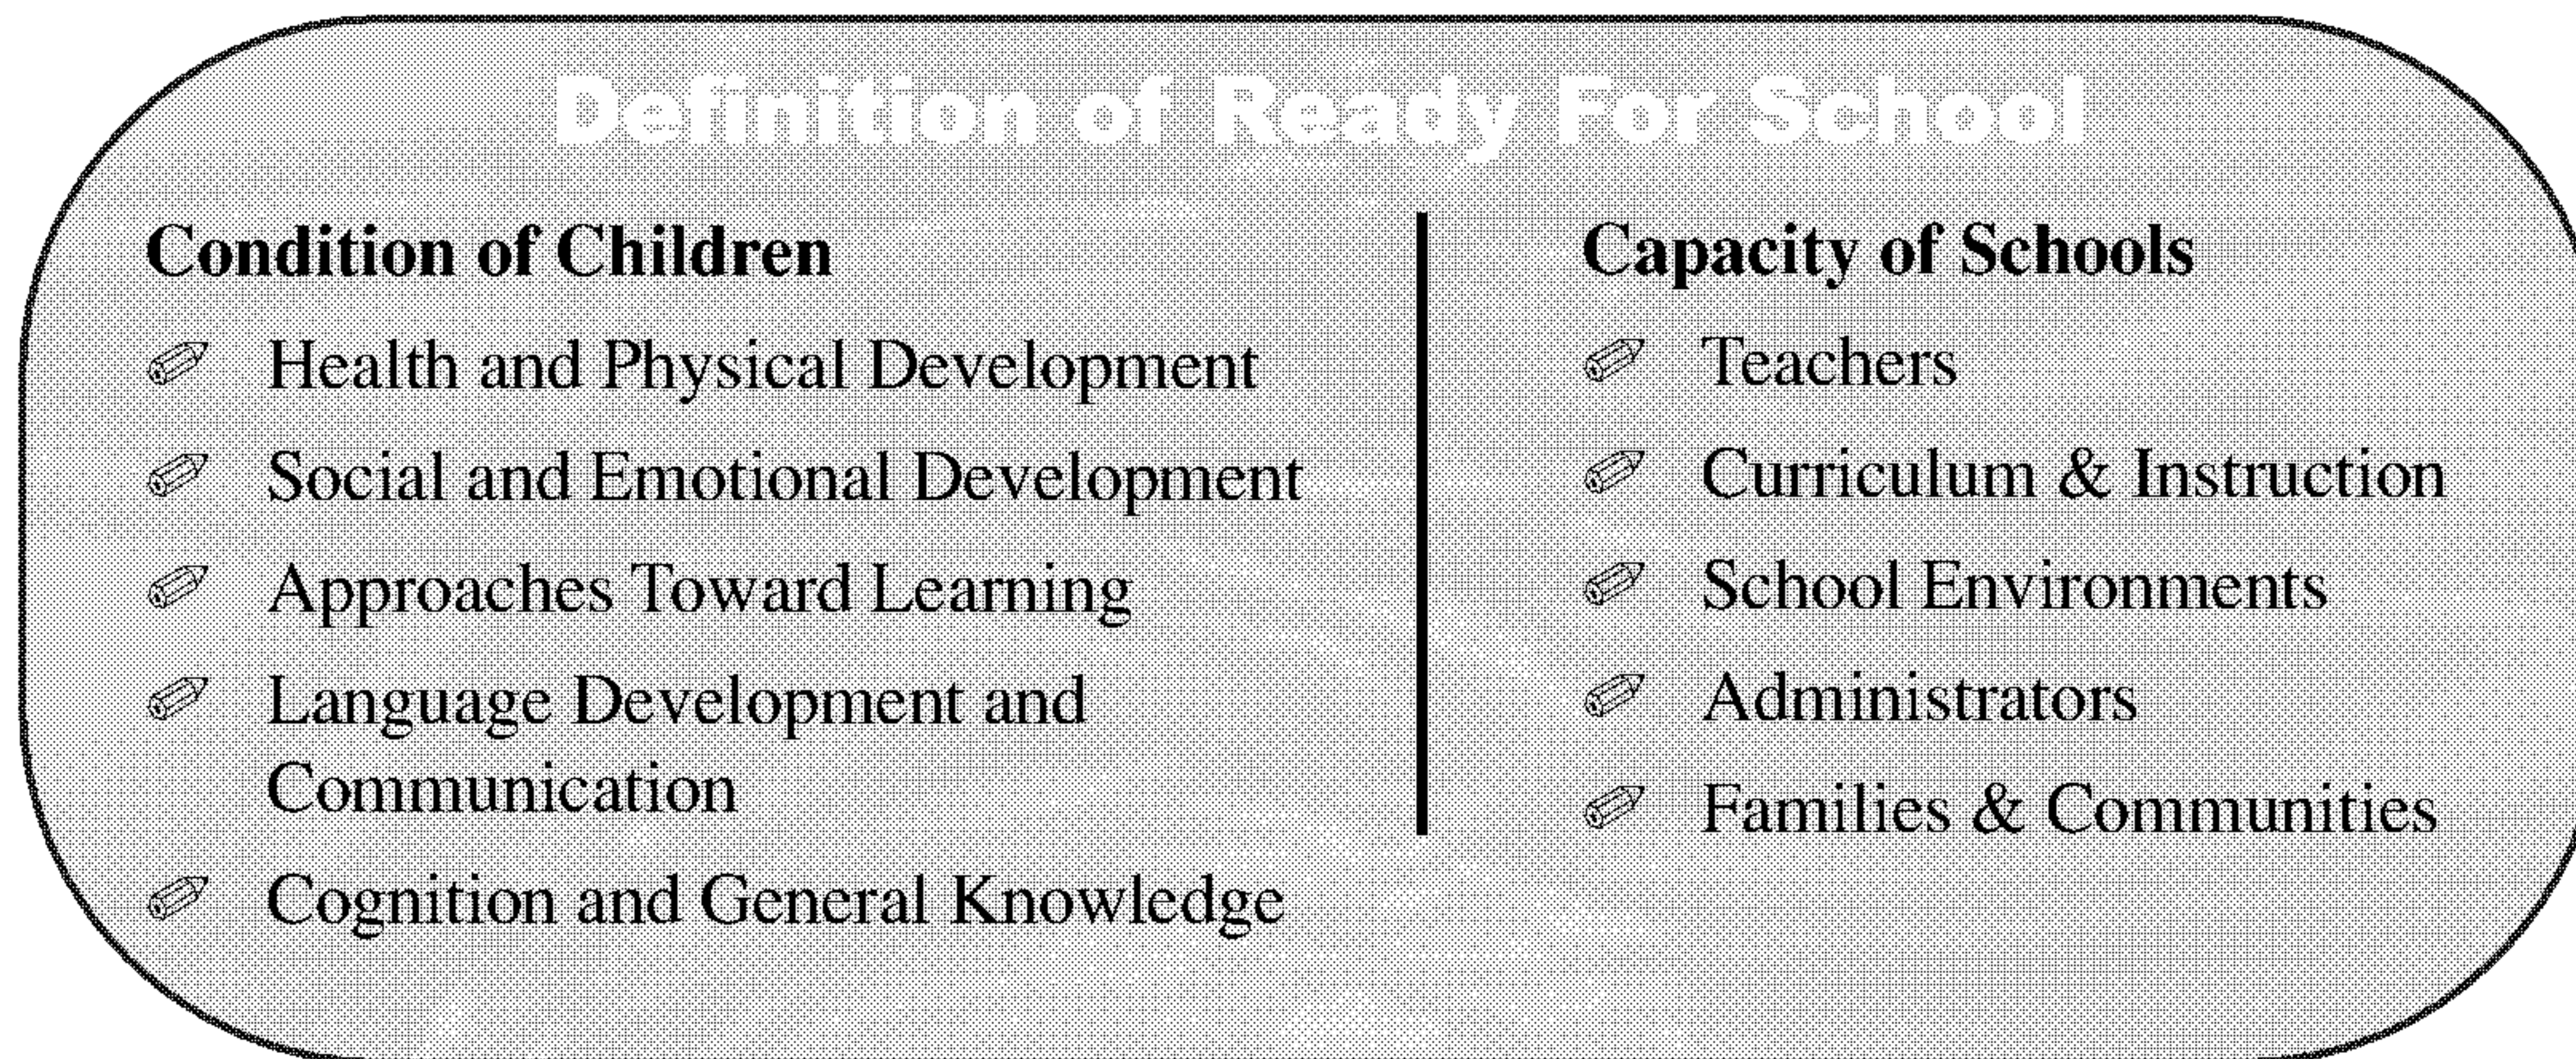 Definition of Ready For School
Condition of Children
Health and Physical Development
Social and Emotional Development
Approaches Toward Learning
Language Development and
Communication
Cognition and General Knowledge
Capacity of Schools
Teachers
Curriculum & Instruction
School Environments
Administrators
Families & Communities